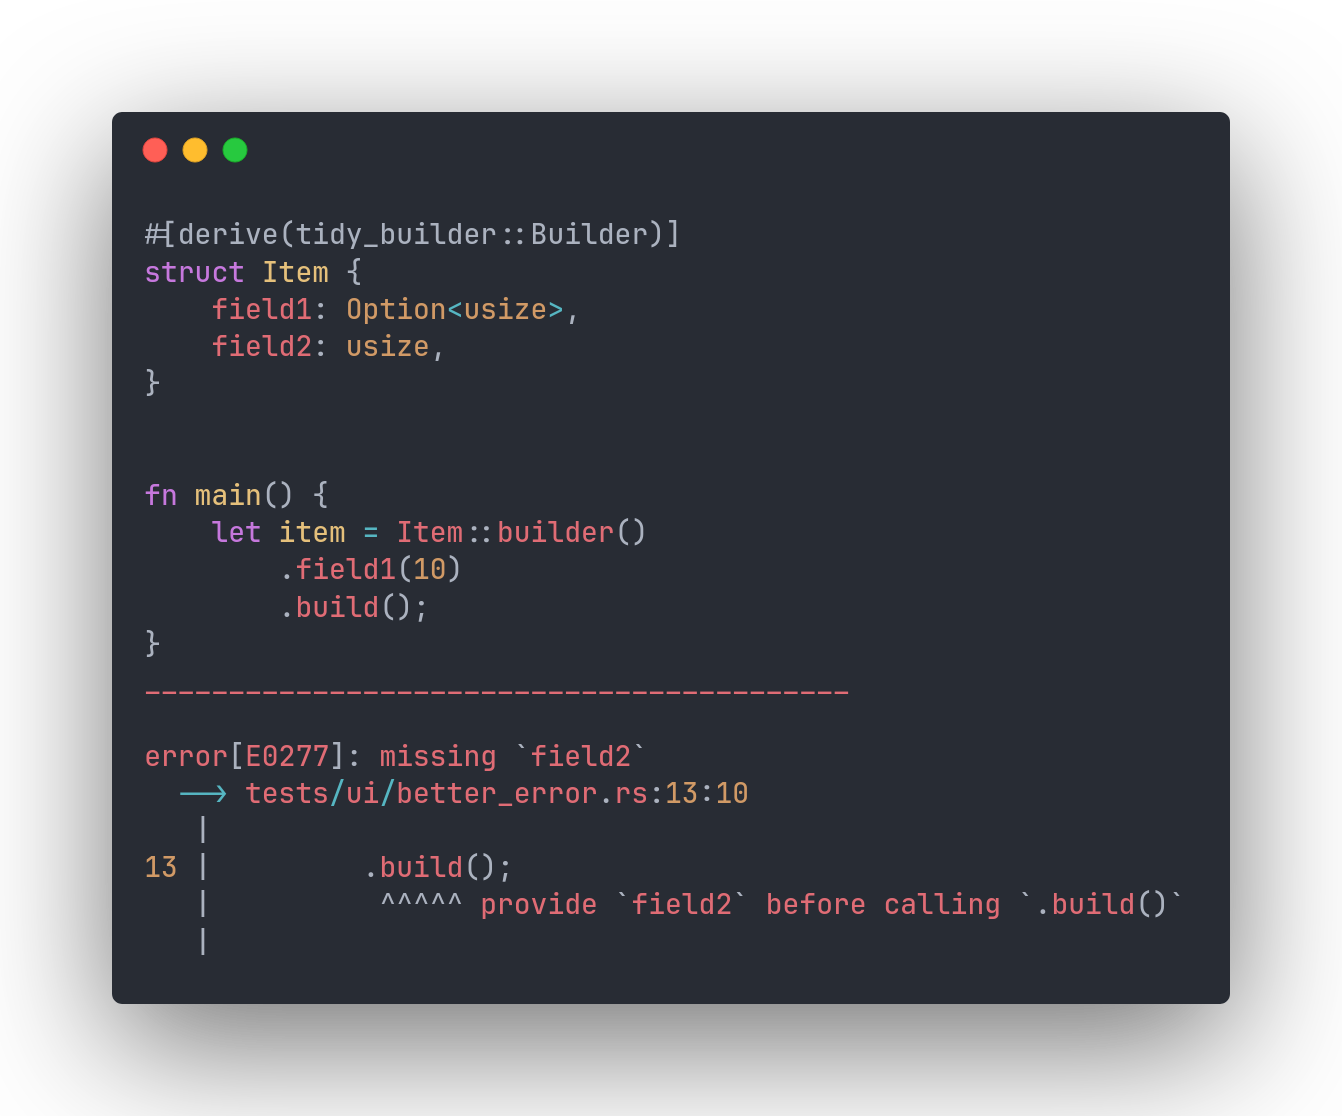 #[derive(tidy_builder::Builder)]
struct Item {
    field1: Option<usize>,
    field2: usize,
}
fn main() {
    let item = Item::builder()
        .field1(10)
        .build();
}
------------------------------------------
error[E0277]: missing `field2`
  --> tests/ui/better_error.rs:13:10
   |
13 |         .build();
   |          ^^^^^ provide `field2` before calling `.build()`
   |